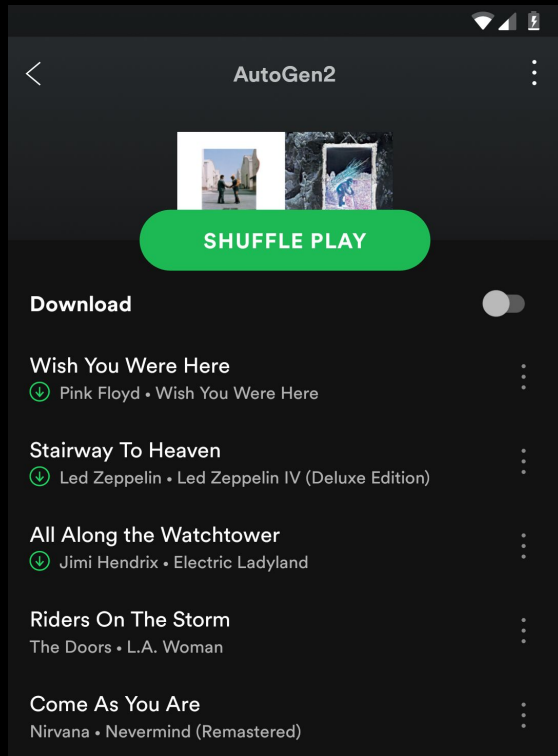 AutoGen2
SHUFFLE PLAY
Download
Wish You Were Here
Pink Floyd • Wish You Were Here
Stairway To Heaven
Led Zeppelin • Led Zeppelin IV (Deluxe Edition)
All Along the Watchtower
Jimi Hendrix • Electric Ladyland
Riders On The Storm
The Doors • L.A. Woman
Come As You Are
Nirvana • Nevermind (Remastered)